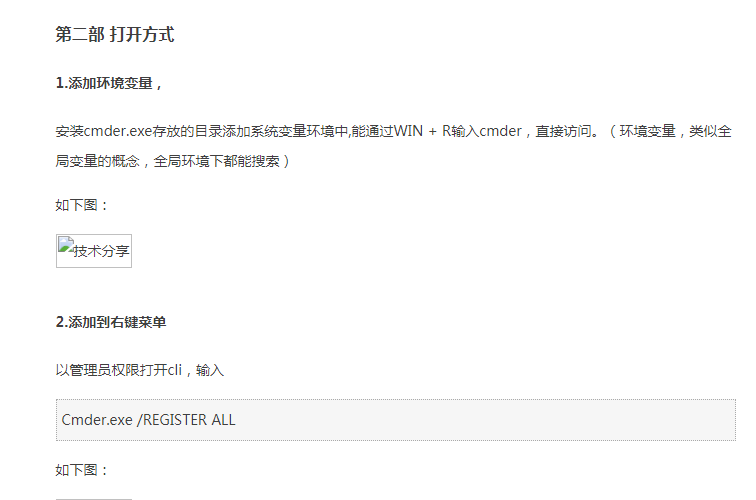 第二部 打开方式
1.添加环境变量，
安装cmder.exe存放的目录添加系统变量环境中,能通过WIN + R输入cmder，直接访问。（ 环境变量，类似全
局变量的概念，全局环境下都能搜索 ）
如下图：
技术分享
2.添加到右键菜单
以管理员权限打开cli，输入
Cmder.exe /REGISTER ALL
如下图：